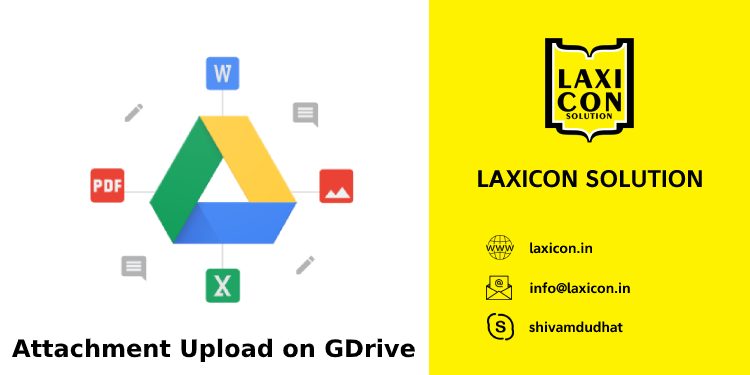 W
PDF
X
Attachment Upload on GDrive
LAXI
CON
SOLUTION
LAXICON SOLUTION
www
laxicon.in
@
info@laxicon.in
S
shivamdudhat